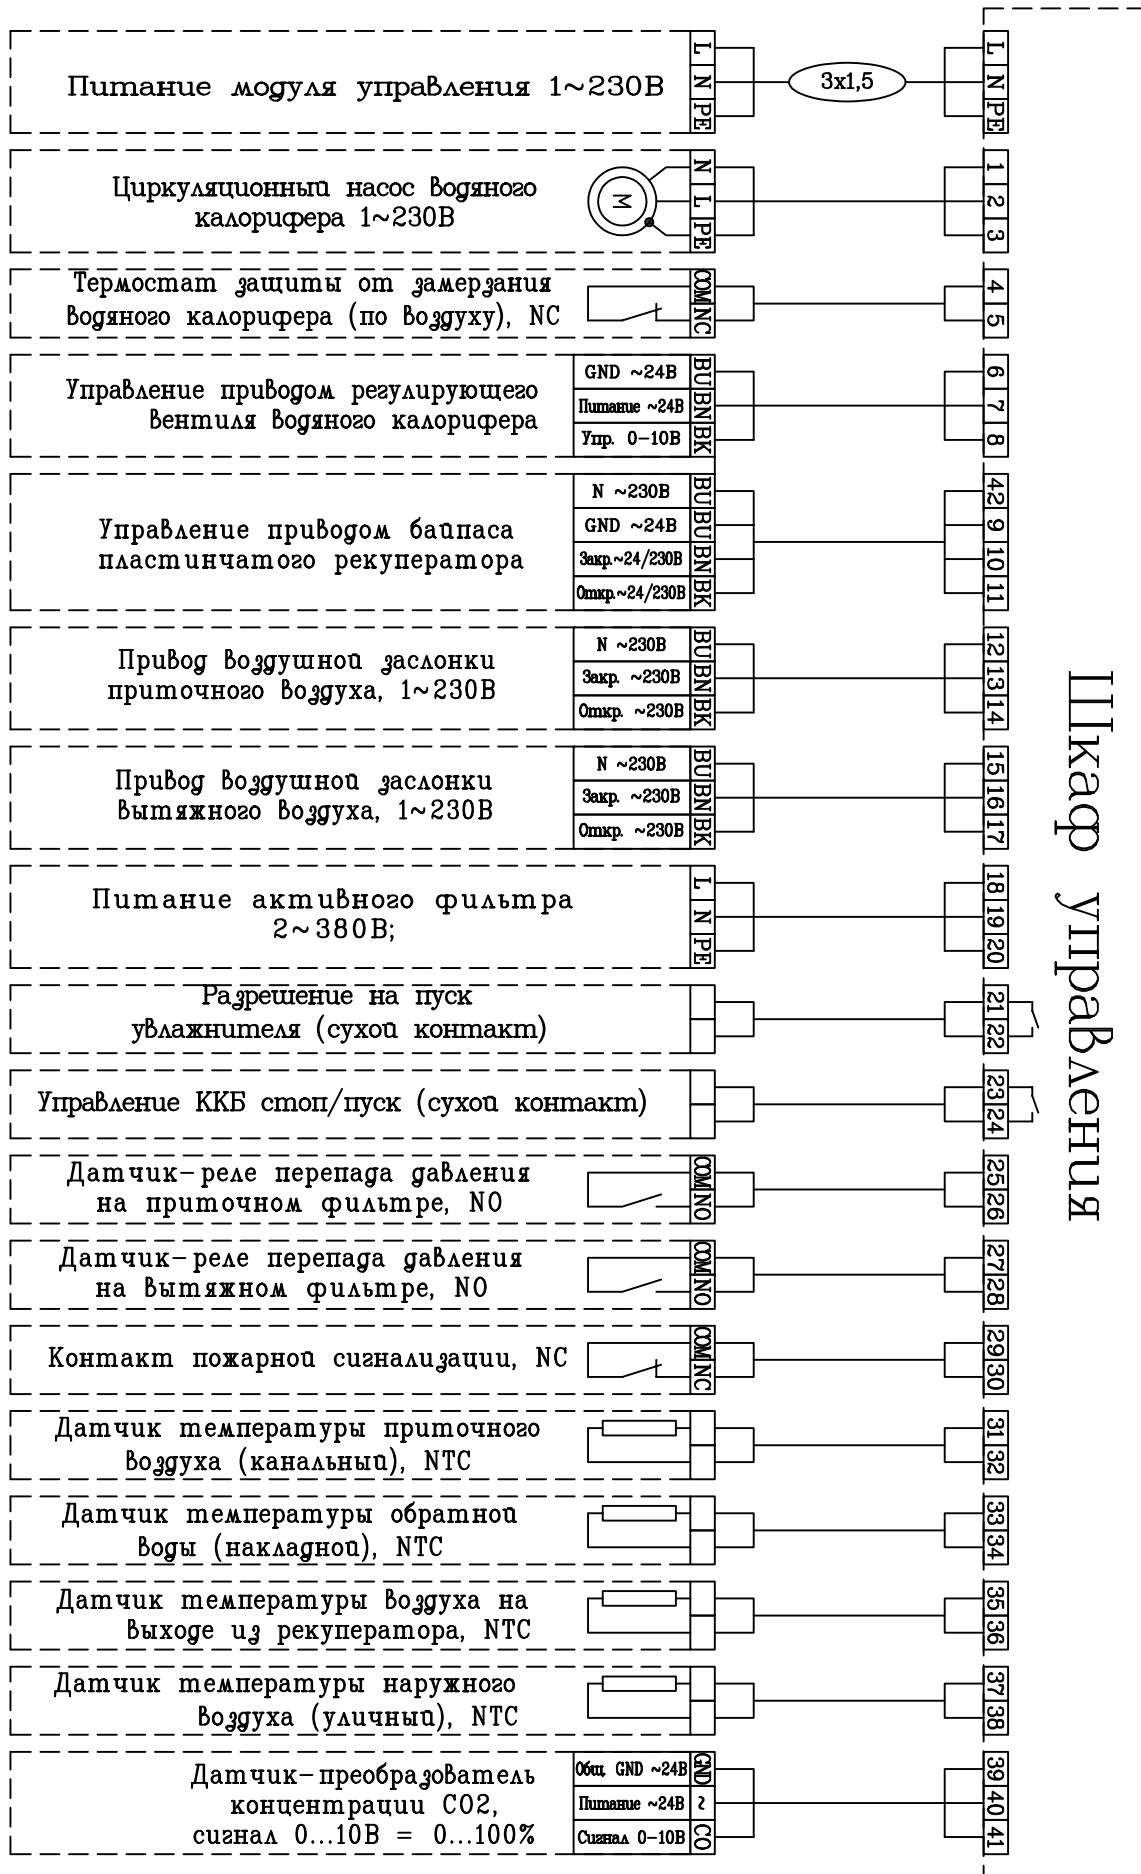 Питание модуля управления 1~230В
L
N
PE
3x1,5
L
N
PE
Циркуляционный насос водяного
калорифера 1~230В
M
N
L
PE
1
2
3
Термостат защиты от замерзания
водяного калорифера (по воздуху), NC
COM
NC
4
5
Управление приводом регулирующего
вентиля водяного калорифера
GND ~24В
Питание ~24В
Упр. 0-10В
BU
BN
BK
6
7
8
Управление приводом байпаса
пластинчатого рекуператора
N ~230В
GND ~24В
Закр.~24/230В
Откр.~24/230В
BU
BU
BN
BK
42
9
10
11
Привод воздушной заслонки
приточного воздуха, 1~230В
N ~230В
Закр. ~230В
Откр. ~230В
BU
BN
BK
12
13
14
Привод воздушной заслонки
вытяжного воздуха, 1~230В
N ~230В
Закр. ~230В
Откр. ~230В
BU
BN
BK
15
16
17
Питание активного фильтра
2~380В;
L
N
PE
18
19
20
Разрешение на пуск
увлажнителя (сухой контакт)
21
22
Управление ККБ стоп/пуск (сухой контакт)
23
24
Датчик-реле перепада давления
на приточном фильтре, NO
COM
NO
25
26
Датчик-реле перепада давления
на вытяжном фильтре, NO
COM
NO
27
28
Контакт пожарной сигнализации, NC
COM
NC
29
30
Датчик температуры приточного
воздуха (канальный), NTC
31
32
Датчик температуры обратной
воды (накладной), NTC
33
34
Датчик температуры воздуха на
выходе из рекуператора, NTC
35
36
Датчик температуры наружного
воздуха (уличный), NTC
37
38
Датчик-преобразователь
концентрации CO2,
сигнал 0...10В = 0...100%
Общ. GND ~24В
Питание ~24В
Сигнал 0-10В
GND
~
CO
39
40
41
Шкаф управления